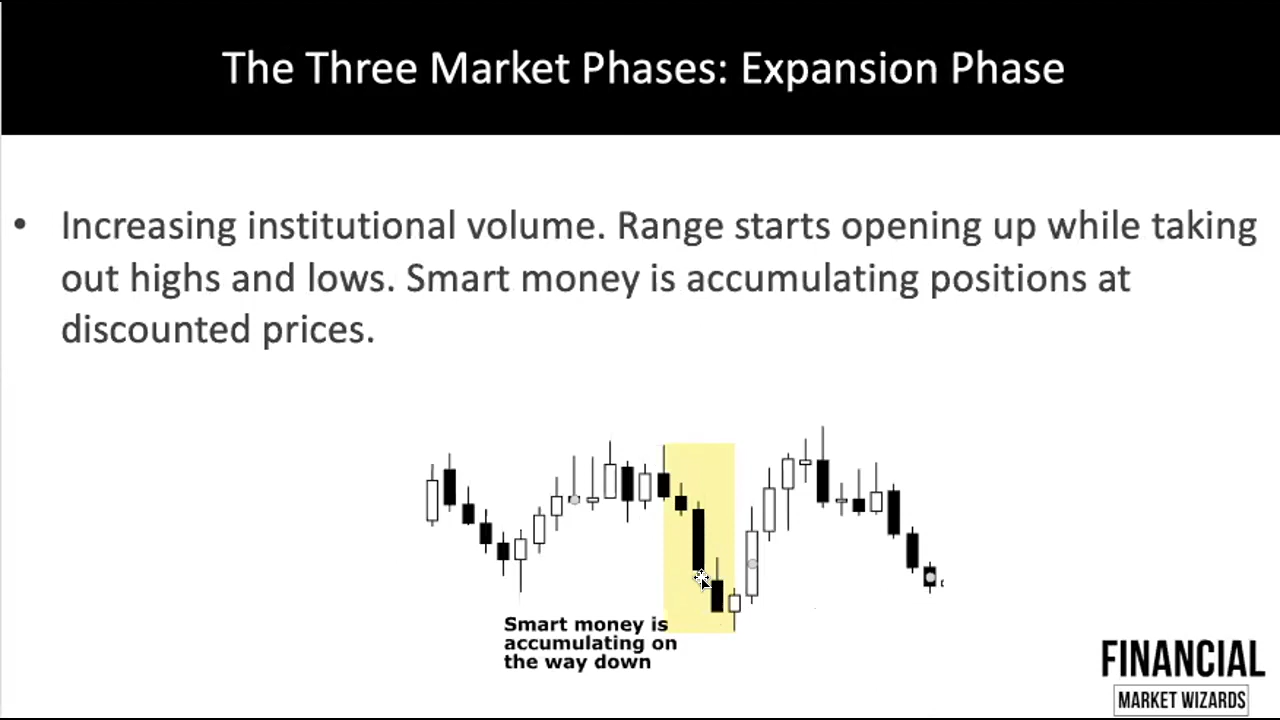 The Three Market Phases: Expansion Phase
• Increasing institutional volume. Range starts opening up while taking
out highs and lows. Smart money is accumulating positions at
discounted prices.
Smart money is
accumulating on
the way down
FINANCIAL
MARKET WIZARDS